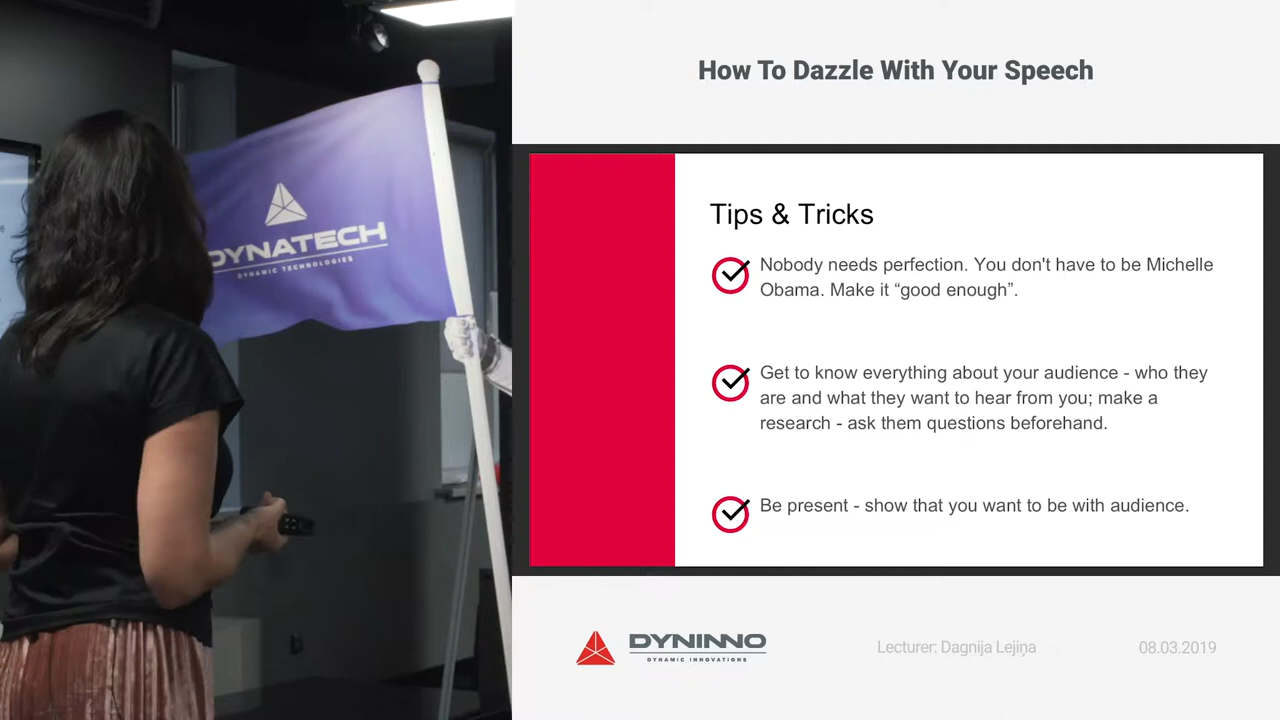 How To Dazzle With Your Speech
DYNATECH
DYNAMIC TECHNOLOGIES
Tips & Tricks
Nobody needs perfection. You don't have to be Michelle
Obama. Make it “good enough”.
Get to know everything about your audience - who they
are and what they want to hear from you; make a
research - ask them questions beforehand.
Be present - show that you want to be with audience.
DYNINNO
DYNAMIC INNOVATIONS
Lecturer: Dagnija Lejiņa
08.03.2019